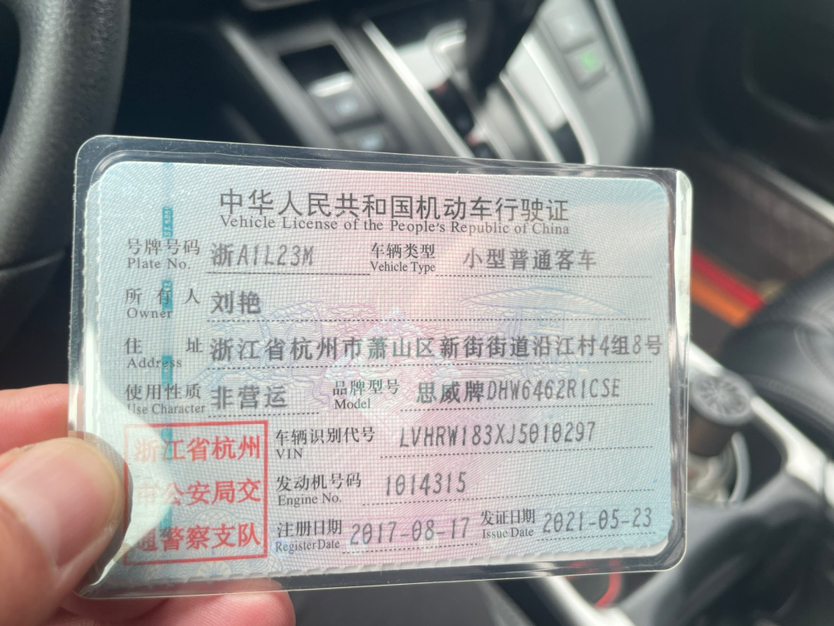 中华人民共和国机动车行驶证
Vehicle License of the People's Republic of China
号牌号码 浙A1L23M 车辆类型 小型普通客车
Plate No. Vehicle Type
所有人 刘艳
Owner
住址 浙江省杭州市萧山区新街街道沿江村4组8号
Address
使用性质 非营运 品牌型号 思威牌DHW6462R1CSE
Use Character Model
浙江省杭州
市公安局交
通警察支队
车辆识别代号 LVHRW183XJ5010297
VIN
发动机号码 1014315
Engine No.
注册日期 2017-08-17 发证日期 2021-05-23
Register Date Issue Date